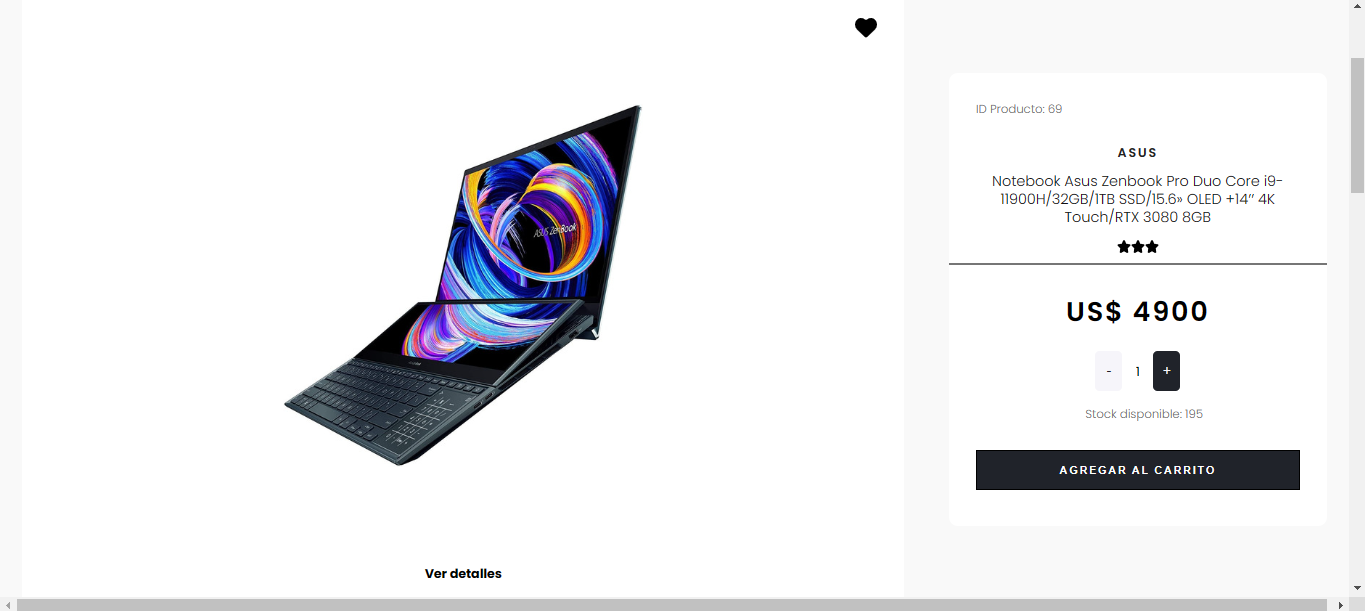 ASUS ZenBook
Ver detalles
ID Producto: 69
ASUS
Notebook Asus Zenbook Pro Duo Core i9-
11900H/32GB/1TB SSD/15.6» OLED +14″ 4K
Touch/RTX 3080 8GB
US$ 4900
- 1 +
Stock disponible: 195
AGREGAR AL CARRITO